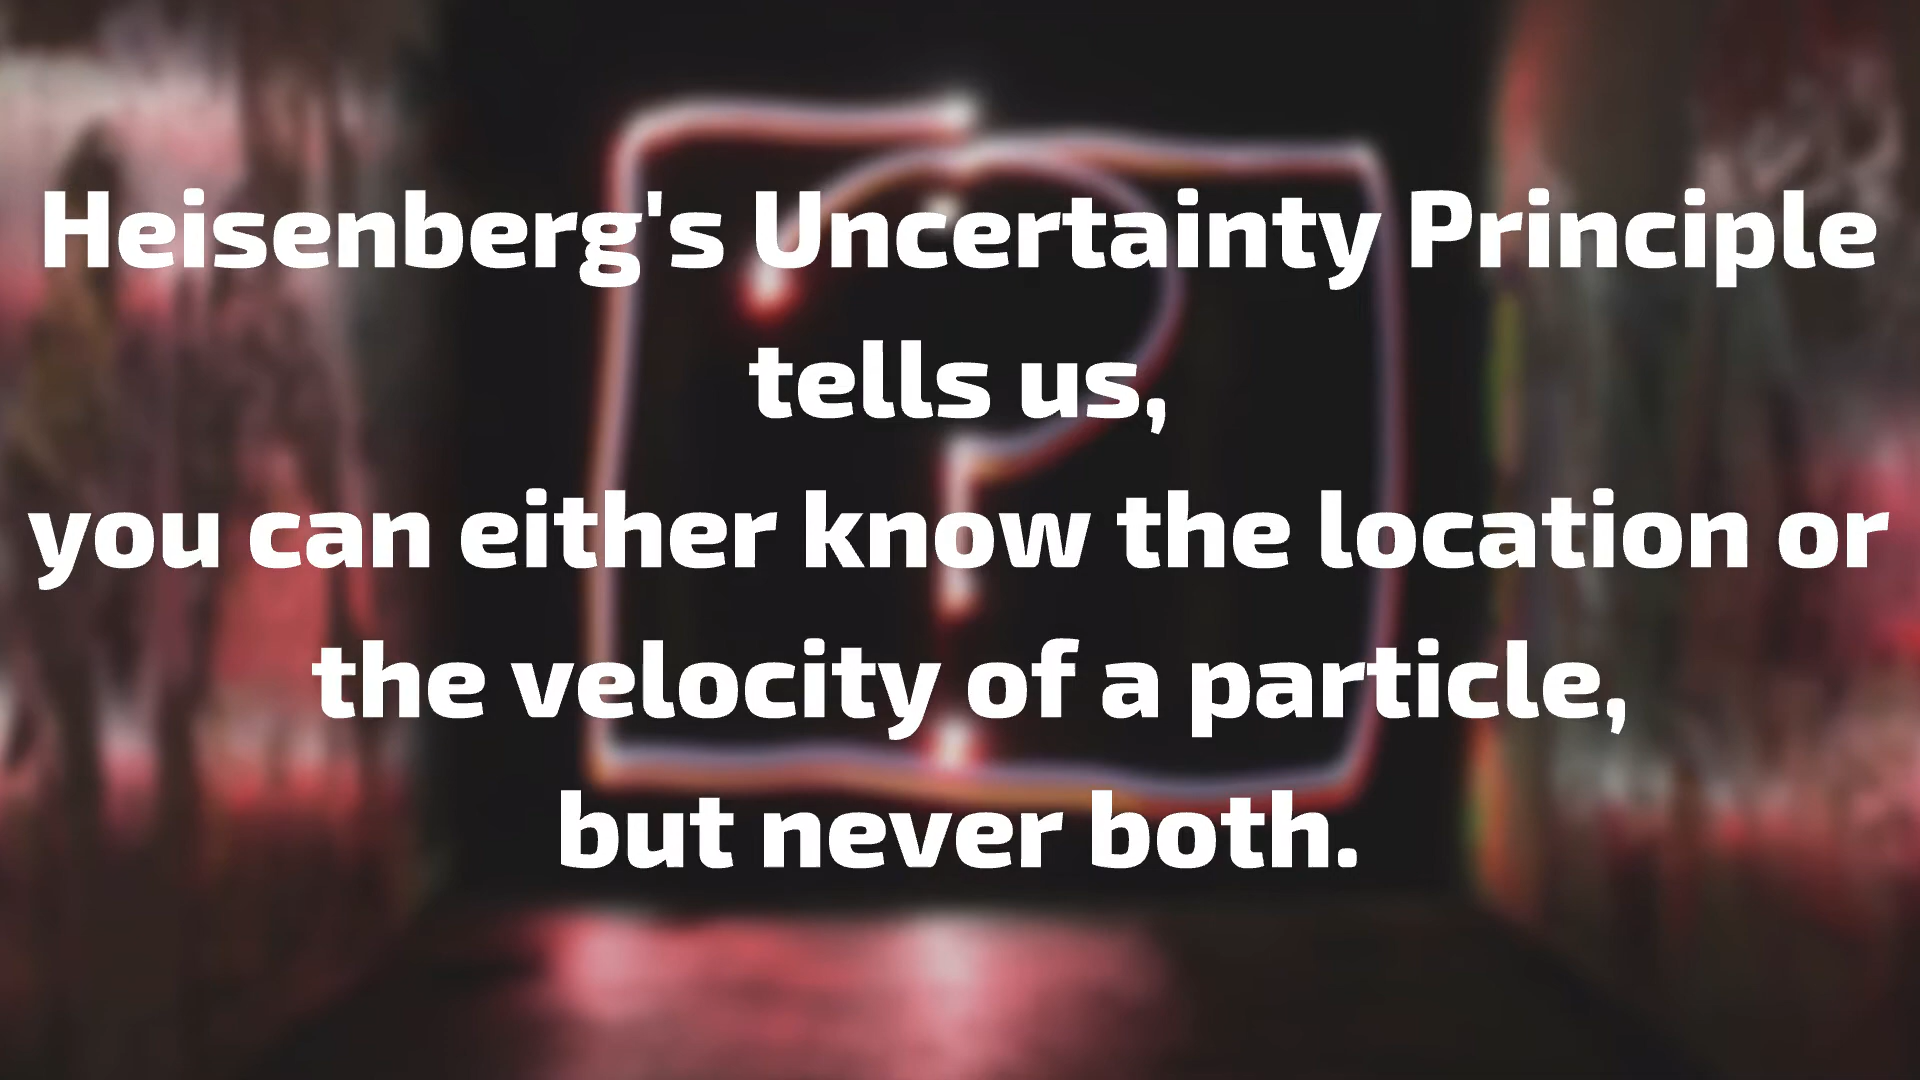 Heisenberg's Uncertainty Principle
tells us,
you can either know the location or
the velocity of a particle,
but never both.